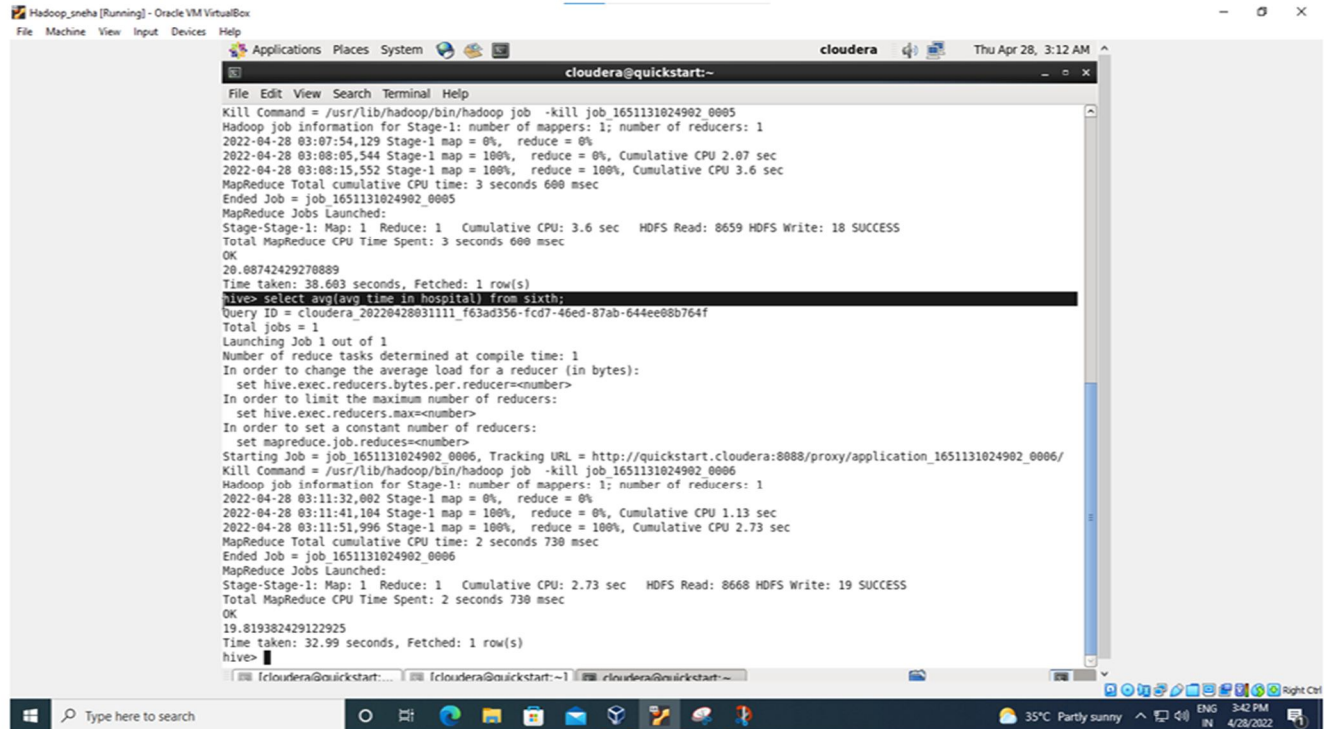 Hadoop_sneha [Running] - Oracle VM VirtualBox
File Machine View Input Devices Help
Applications Places System cloudera Thu Apr 28, 3:12 AM
cloudera@quickstart:~
File Edit View Search Terminal Help
Kill Command = /usr/lib/hadoop/bin/hadoop job -kill job_1651131024902_0005
Hadoop job information for Stage-1: number of mappers: 1; number of reducers: 1
2022-04-28 03:07:54,129 Stage-1 map = 0%, reduce = 0%
2022-04-28 03:08:05,544 Stage-1 map = 100%, reduce = 0%, Cumulative CPU 2.07 sec
2022-04-28 03:08:15,552 Stage-1 map = 100%, reduce = 100%, Cumulative CPU 3.6 sec
MapReduce Total cumulative CPU time: 3 seconds 600 msec
Ended Job = job_1651131024902_0005
MapReduce Jobs Launched:
Stage-Stage-1: Map: 1 Reduce: 1 Cumulative CPU: 3.6 sec HDFS Read: 8659 HDFS Write: 18 SUCCESS
Total MapReduce CPU Time Spent: 3 seconds 600 msec
OK
20.08742429270889
Time taken: 38.603 seconds, Fetched: 1 row(s)
hive> select avg(avg_time_in_hospital) from sixth;
Query ID = cloudera_20220428031111_f63ad356-fcd7-46ed-87ab-644ee08b764f
Total jobs = 1
Launching Job 1 out of 1
Number of reduce tasks determined at compile time: 1
In order to change the average load for a reducer (in bytes):
set hive.exec.reducers.bytes.per.reducer=<number>
In order to limit the maximum number of reducers:
set hive.exec.reducers.max=<number>
In order to set a constant number of reducers:
set mapreduce.job.reduces=<number>
Starting Job = job_1651131024902_0006, Tracking URL = http://quickstart.cloudera:8088/proxy/application_1651131024902_0006/
Kill Command = /usr/lib/hadoop/bin/hadoop job -kill job_1651131024902_0006
Hadoop job information for Stage-1: number of mappers: 1; number of reducers: 1
2022-04-28 03:11:32,002 Stage-1 map = 0%, reduce = 0%
2022-04-28 03:11:41,104 Stage-1 map = 100%, reduce = 0%, Cumulative CPU 1.13 sec
2022-04-28 03:11:51,996 Stage-1 map = 100%, reduce = 100%, Cumulative CPU 2.73 sec
MapReduce Total cumulative CPU time: 2 seconds 730 msec
Ended Job = job_1651131024902_0006
MapReduce Jobs Launched:
Stage-Stage-1: Map: 1 Reduce: 1 Cumulative CPU: 2.73 sec HDFS Read: 8668 HDFS Write: 19 SUCCESS
Total MapReduce CPU Time Spent: 2 seconds 730 msec
OK
19.819382429122925
Time taken: 32.99 seconds, Fetched: 1 row(s)
hive>
[cloudera@quickstart:... [cloudera@quickstart:~] cloudera@quickstart:~
Right Ctrl
Type here to search 35°C Partly sunny ENG 3:42 PM
IN 4/28/2022